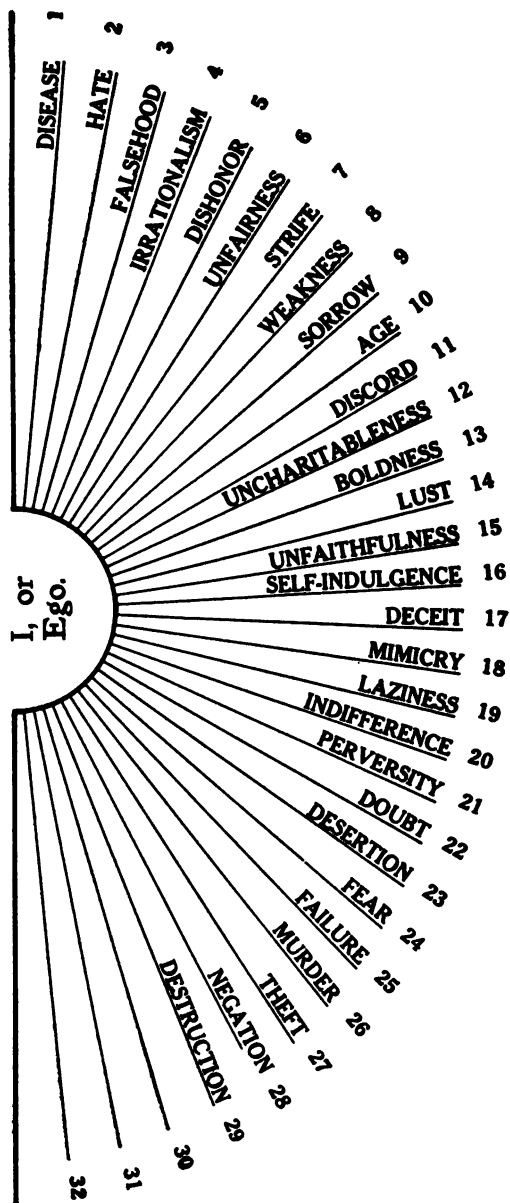 I, or
Ego.
DISEASE 1
HATE 2
FALSEHOOD 3
IRRATIONALISM 4
DISHONOR 5
UNFAIRNESS 6
STRIFE 7
WEAKNESS 8
SORROW 9
AGE 10
DISCORD 11
UNCHARITABLENESS 12
BOLDNESS 13
LUST 14
UNFAITHFULNESS 15
SELF-INDULGENCE 16
DECEIT 17
MIMICRY 18
LAZINESS 19
INDIFFERENCE 20
PERVERSITY 21
DOUBT 22
DESERTION 23
FEAR 24
FAILURE 25
MURDER 26
THEFT 27
NEGATION 28
DESTRUCTION 29
30
31
32